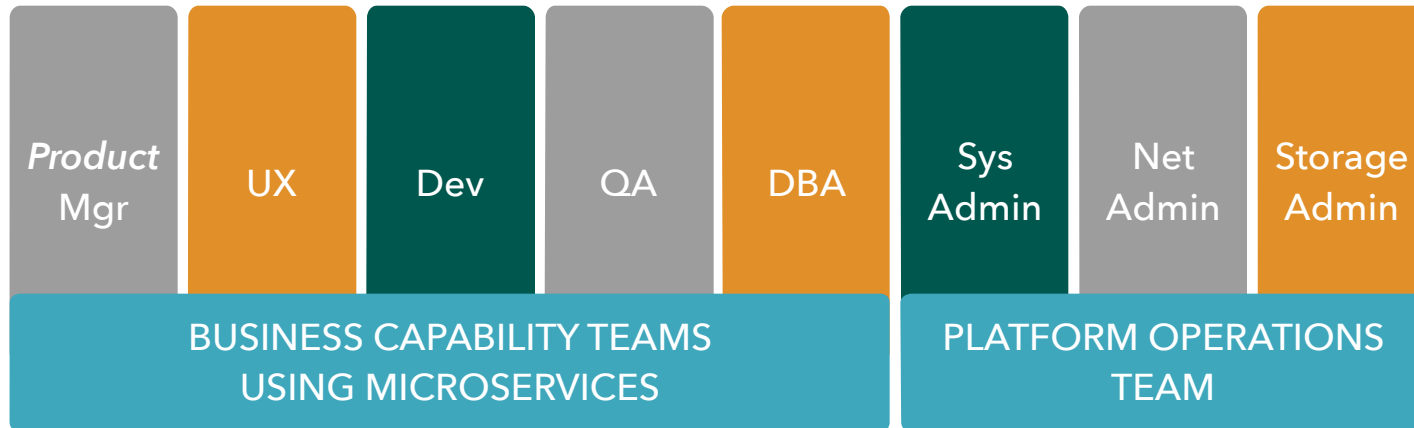 Product
Mgr
UX
Dev
QA
DBA
Sys
Admin
Net
Admin
Storage
Admin
BUSINESS CAPABILITY TEAMS
USING MICROSERVICES
PLATFORM OPERATIONS
TEAM